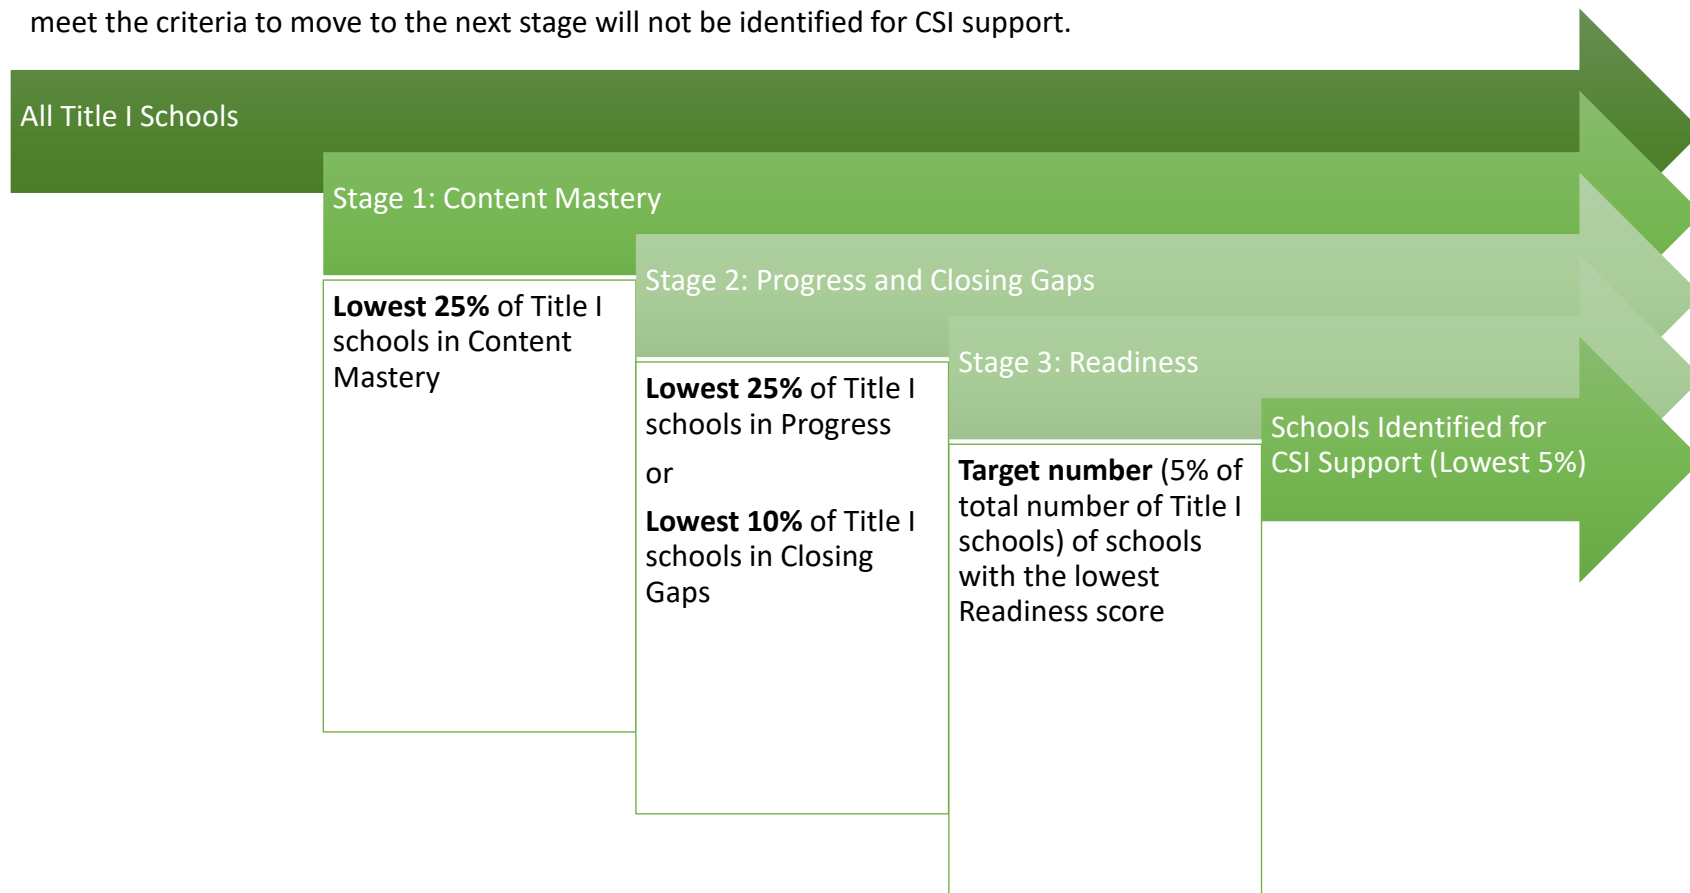 meet the criteria to move to the next stage will not be identified for CSI support.
All Title I Schools
Stage 1: Content Mastery
Lowest 25% of Title I
schools in Content
Mastery
Stage 2: Progress and Closing Gaps
Lowest 25% of Title I
schools in Progress
or
Lowest 10% of Title I
schools in Closing
Gaps
Stage 3: Readiness
Target number (5% of
total number of Title I
schools) of schools
with the lowest
Readiness score
Schools Identified for
CSI Support (Lowest 5%)